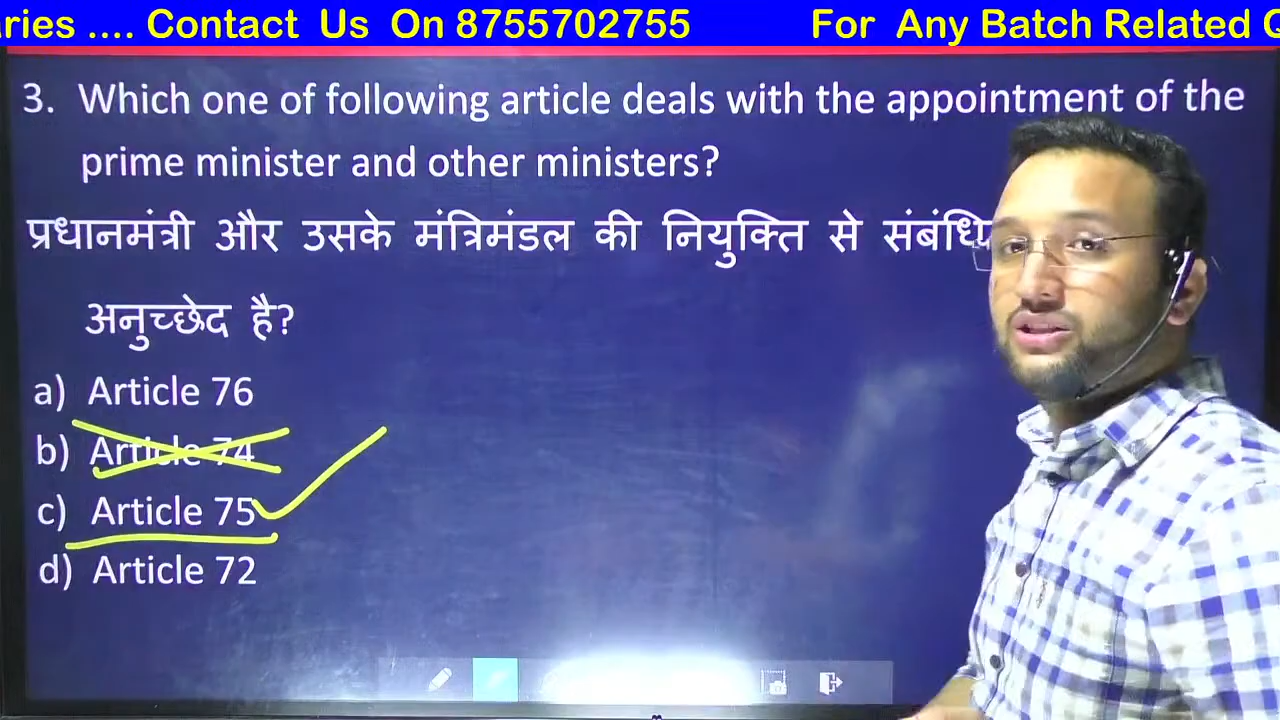 ries .... Contact Us On 8755702755 For Any Batch Related
3. Which one of following article deals with the appointment of the
prime minister and other ministers?
प्रधानमंत्री और उसके मंत्रिमंडल की नियुक्ति से
अनुच्छेद है?
a) Article 76
b) Article 74
c) Article 75
d) Article 72